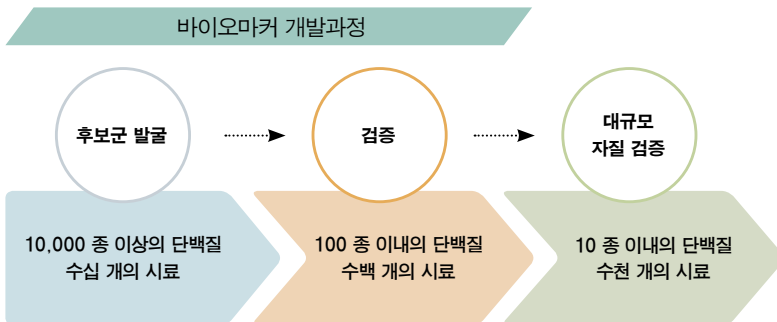 바이오마커 개발과정
후보군 발굴
검증
대규모
자질 검증
10,000 종 이상의 단백질
수십 개의 시료
100 종 이내의 단백질
수백 개의 시료
10 종 이내의 단백질
수천 개의 시료